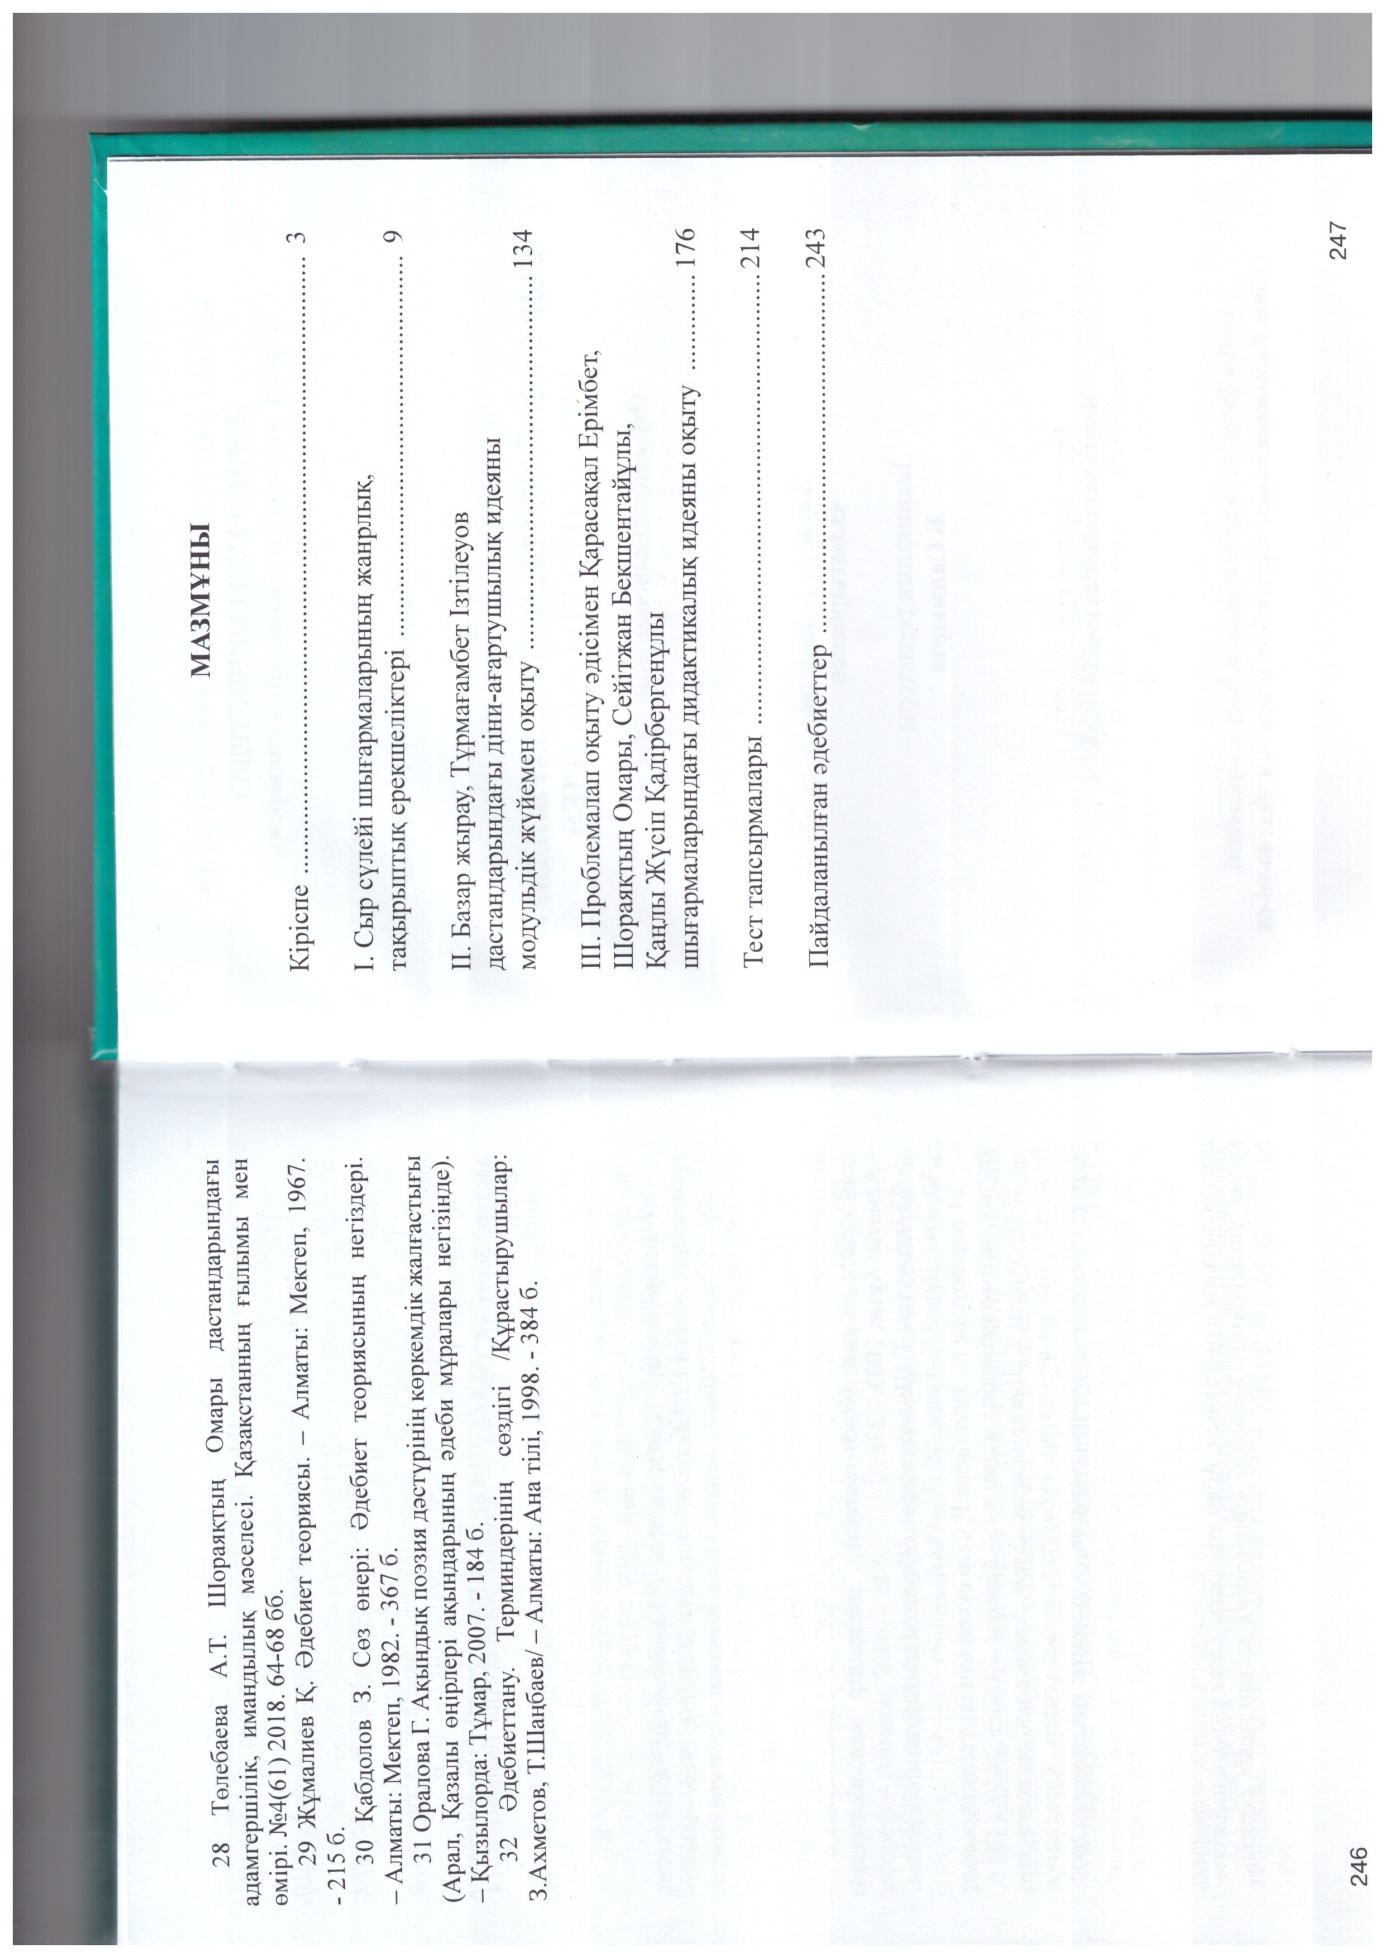 28 Төлебаева А.Т. Шораяқтың Омары дастандарындағы
адамгершілік, имандылық мәселесі. Қазақстанның ғылымы мен
өмірі. №4(61) 2018. 64-68 бб.
29 Жұмалиев Қ. Әдебиет теориясы. – Алматы: Мектеп, 1967.
- 215 б.
30 Қабдолов З. Сөз өнері: Әдебиет теориясының негіздері.
– Алматы: Мектеп, 1982. - 367 б.
31 Оралова Г. Ақындық поэзия дәстүрінің көркемдік жалғастығы
(Арал, Қазалы өңірлері ақындарының әдеби мұралары негізінде).
– Қызылорда: Тұмар, 2007. - 184 б.
32 Әдебиеттану. Терминдерінің сөздігі /Құрастырушылар:
З.Ахметов, Т.Шаңбаев/ – Алматы: Ана тілі, 1998. - 384 б.
246
МАЗМҰНЫ
Кіріспе ........................................................................ 3
I. Сыр сүлейі шығармаларының жанрлық,
тақырыптық ерекшеліктері ............................................. 9
II. Базар жырау, Тұрмағамбет Ізтілеуов
дастандарындағы діни-ағартушылық идеяны
модульдік жүйемен оқыту ............................................ 134
III. Проблемалап оқыту әдісімен Қарасақал Ерімбет,
Шораяқтың Омары, Сейітжан Бекшентайұлы,
Қаңлы Жүсіп Қадірбергенұлы
шығармаларындағы дидактикалық идеяны оқыту ............. 176
Тест тапсырмалары ..................................................... 214
Пайдаланылған әдебиеттер .......................................... 243
247